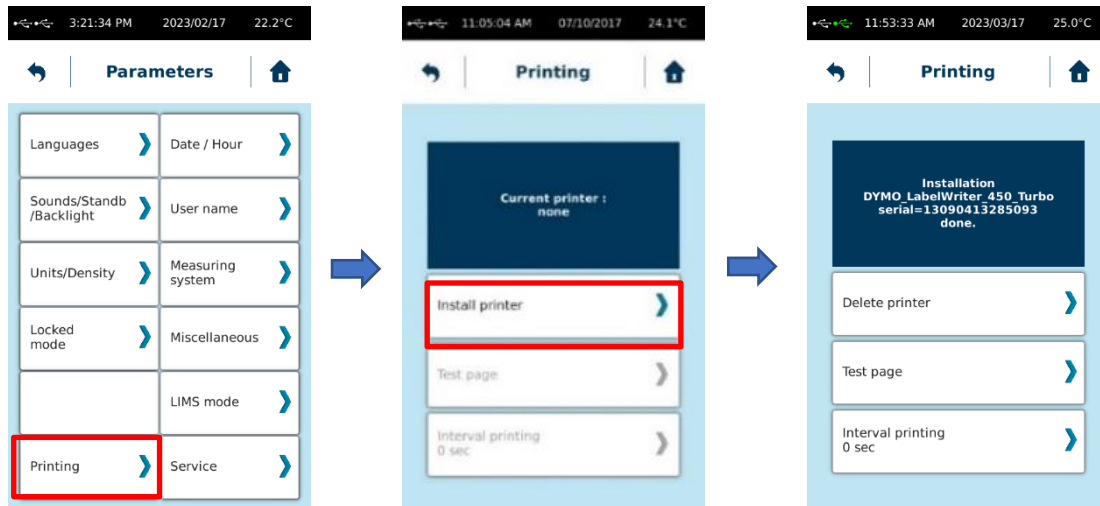 3:21:34 PM 2023/02/17 22.2°C
Parameters
Languages
Date / Hour
Sounds/Standb
/Backlight
User name
Units/Density
Measuring
system
Locked
mode
Miscellaneous
LIMS mode
Printing
Service
11:05:04 AM 07/10/2017 24.1°C
Printing
Current printer :
none
Install printer
Test page
Interval printing
0 sec
11:53:33 AM 2023/03/17 25.0°C
Printing
Installation
DYMO_LabelWriter_450_Turbo
serial=13090413285093
done.
Delete printer
Test page
Interval printing
0 sec